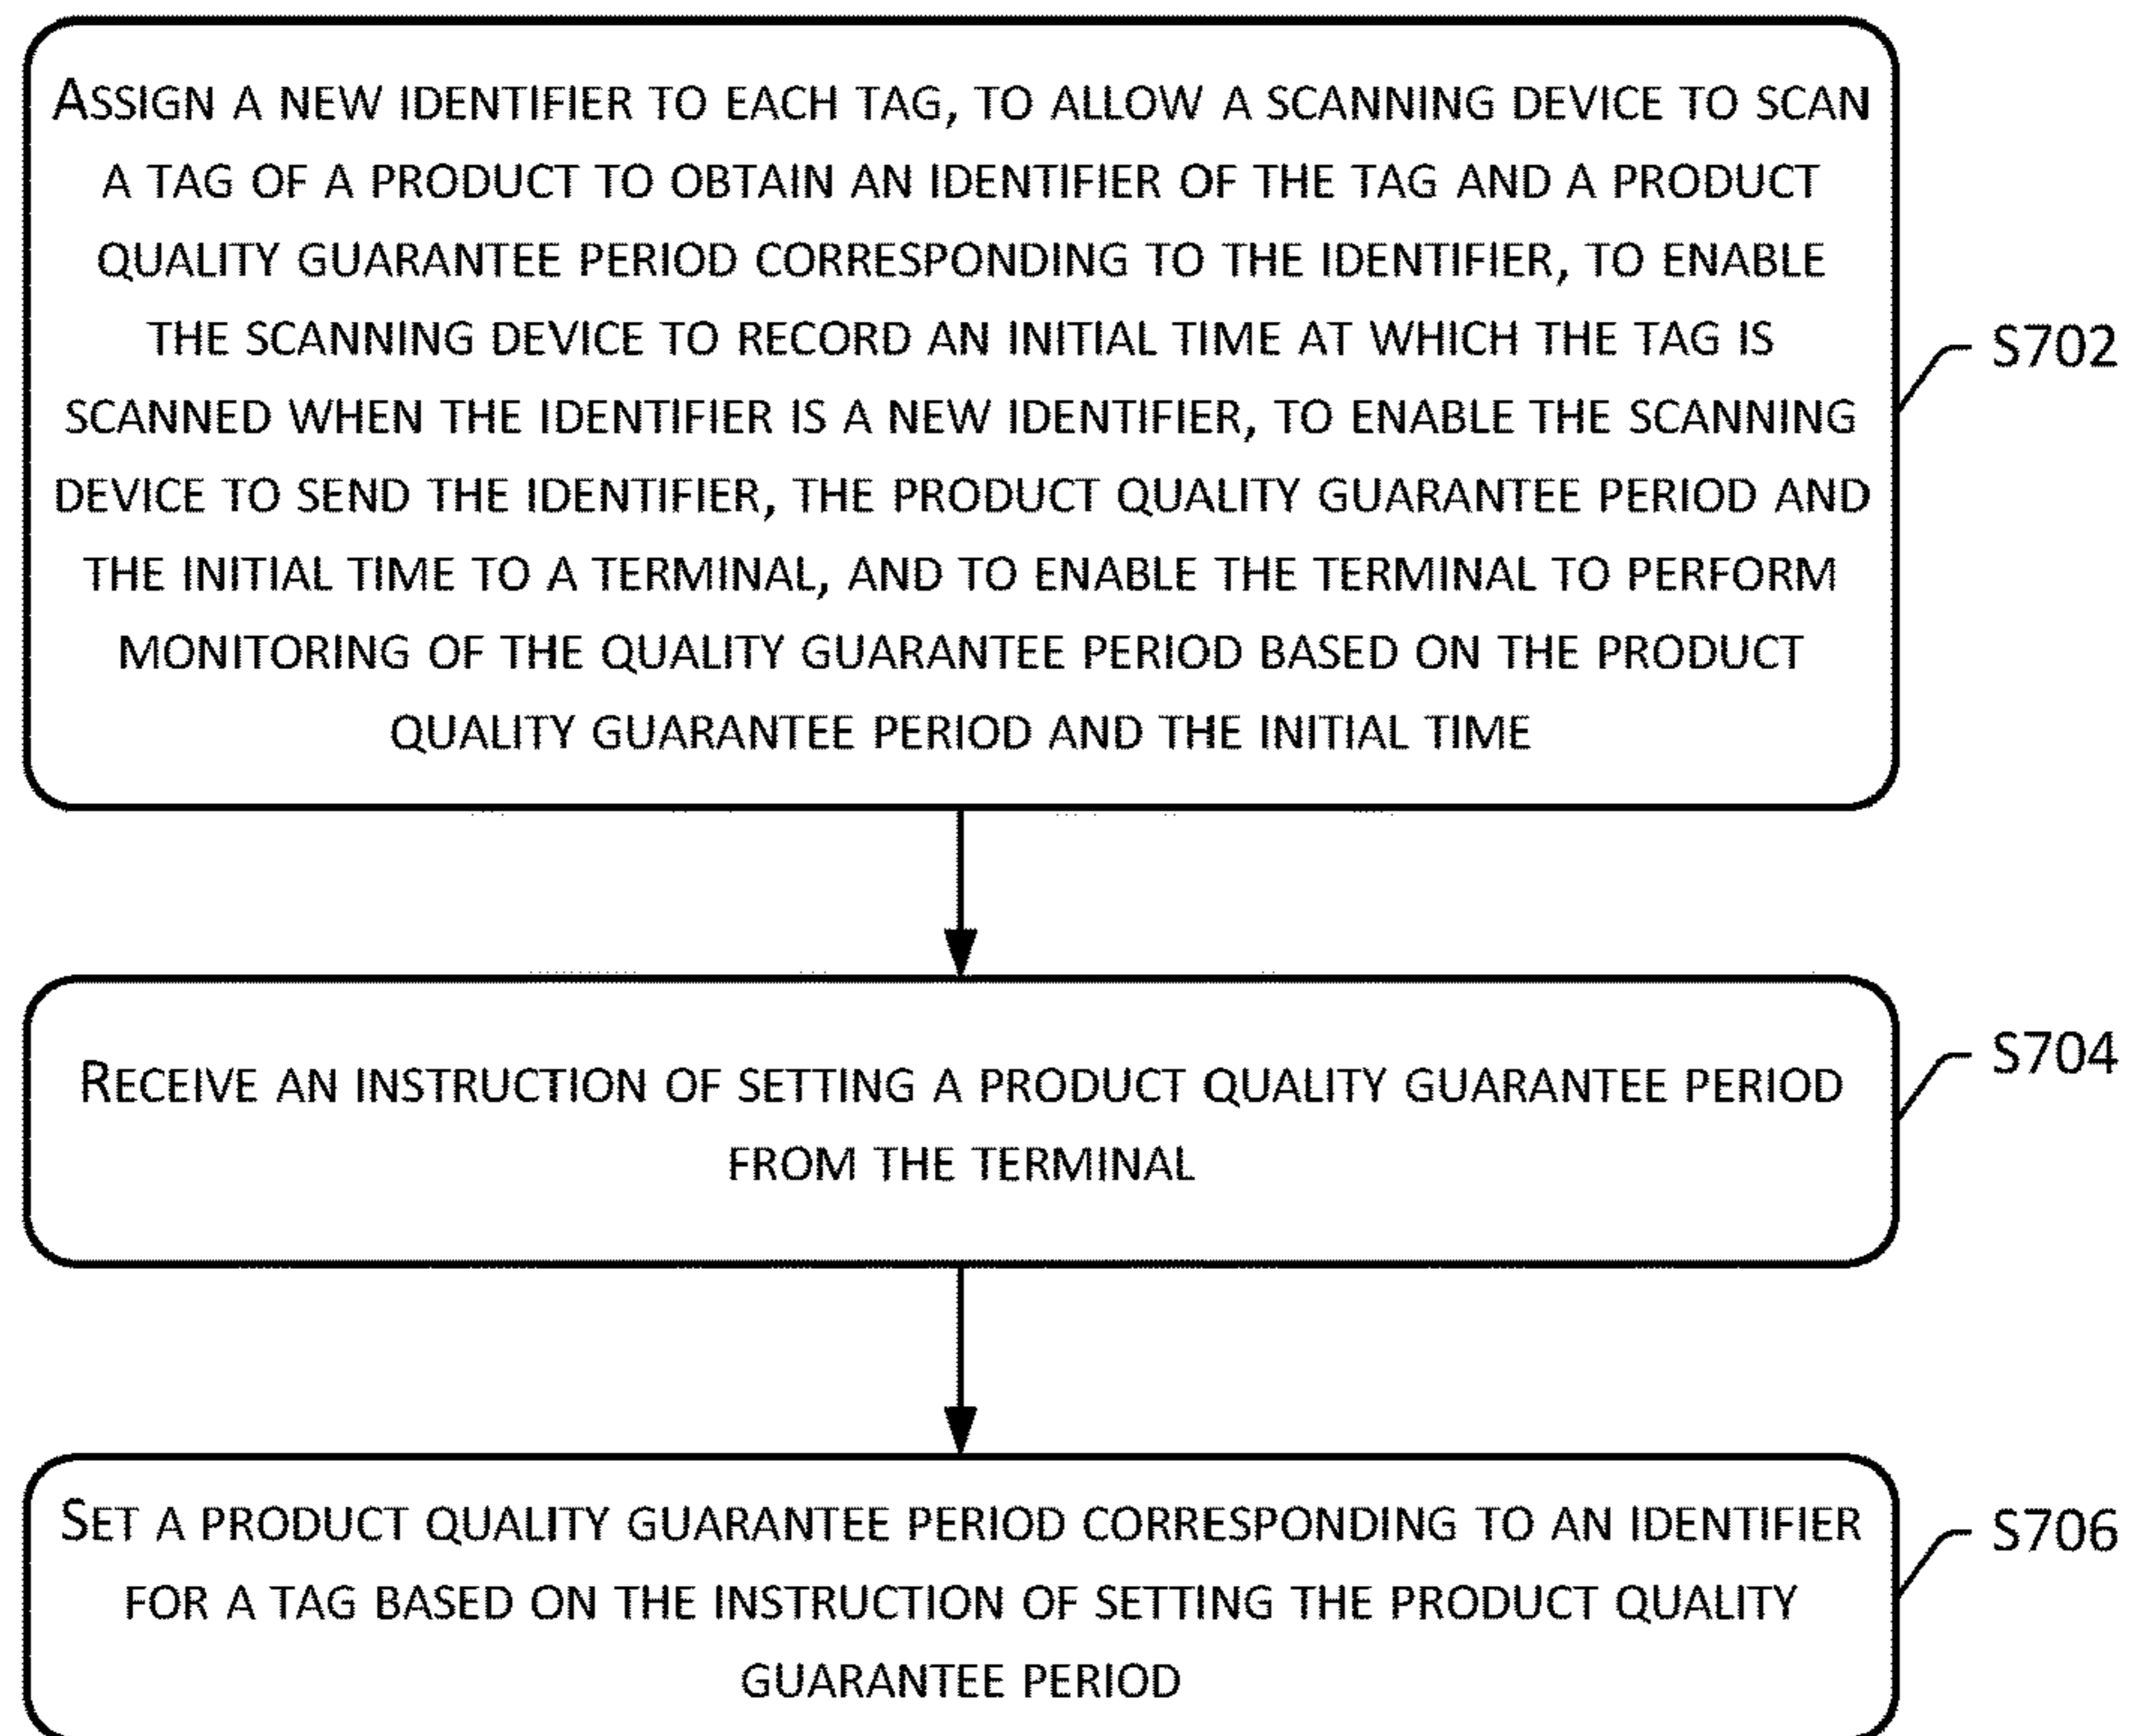 ASSIGN A NEW IDENTIFIER TO EACH TAG, TO ALLOW A SCANNING DEVICE TO SCAN
A TAG OF A PRODUCT TO OBTAIN AN IDENTIFIER OF THE TAG AND A PRODUCT
QUALITY GUARANTEE PERIOD CORRESPONDING TO THE IDENTIFIER, TO ENABLE
THE SCANNING DEVICE TO RECORD AN INITIAL TIME AT WHICH THE TAG IS
SCANNED WHEN THE IDENTIFIER IS A NEW IDENTIFIER, TO ENABLE THE SCANNING
DEVICE TO SEND THE IDENTIFIER, THE PRODUCT QUALITY GUARANTEE PERIOD AND
THE INITIAL TIME TO A TERMINAL, AND TO ENABLE THE TERMINAL TO PERFORM
MONITORING OF THE QUALITY GUARANTEE PERIOD BASED ON THE PRODUCT
QUALITY GUARANTEE PERIOD AND THE INITIAL TIME
S702
RECEIVE AN INSTRUCTION OF SETTING A PRODUCT QUALITY GUARANTEE PERIOD
FROM THE TERMINAL
S704
SET A PRODUCT QUALITY GUARANTEE PERIOD CORRESPONDING TO AN IDENTIFIER
FOR A TAG BASED ON THE INSTRUCTION OF SETTING THE PRODUCT QUALITY
GUARANTEE PERIOD
S706